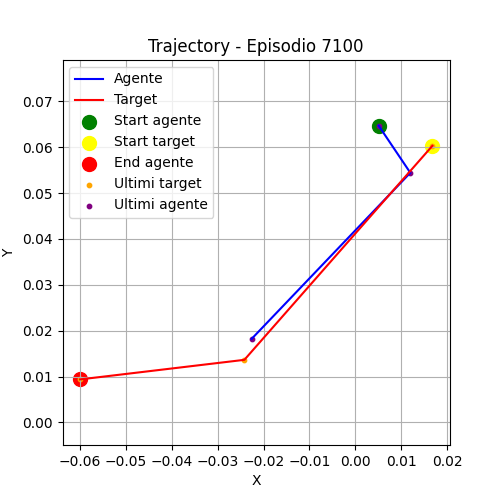 Trajectory - Episodio 7100
Agente
Target
Start agente
Start target
End agente
Ultimi target
Ultimi agente
Y
0.07
0.06
0.05
0.04
0.03
0.02
0.01
0.00
−0.06 −0.05 −0.04 −0.03 −0.02 −0.01 0.00 0.01 0.02
X